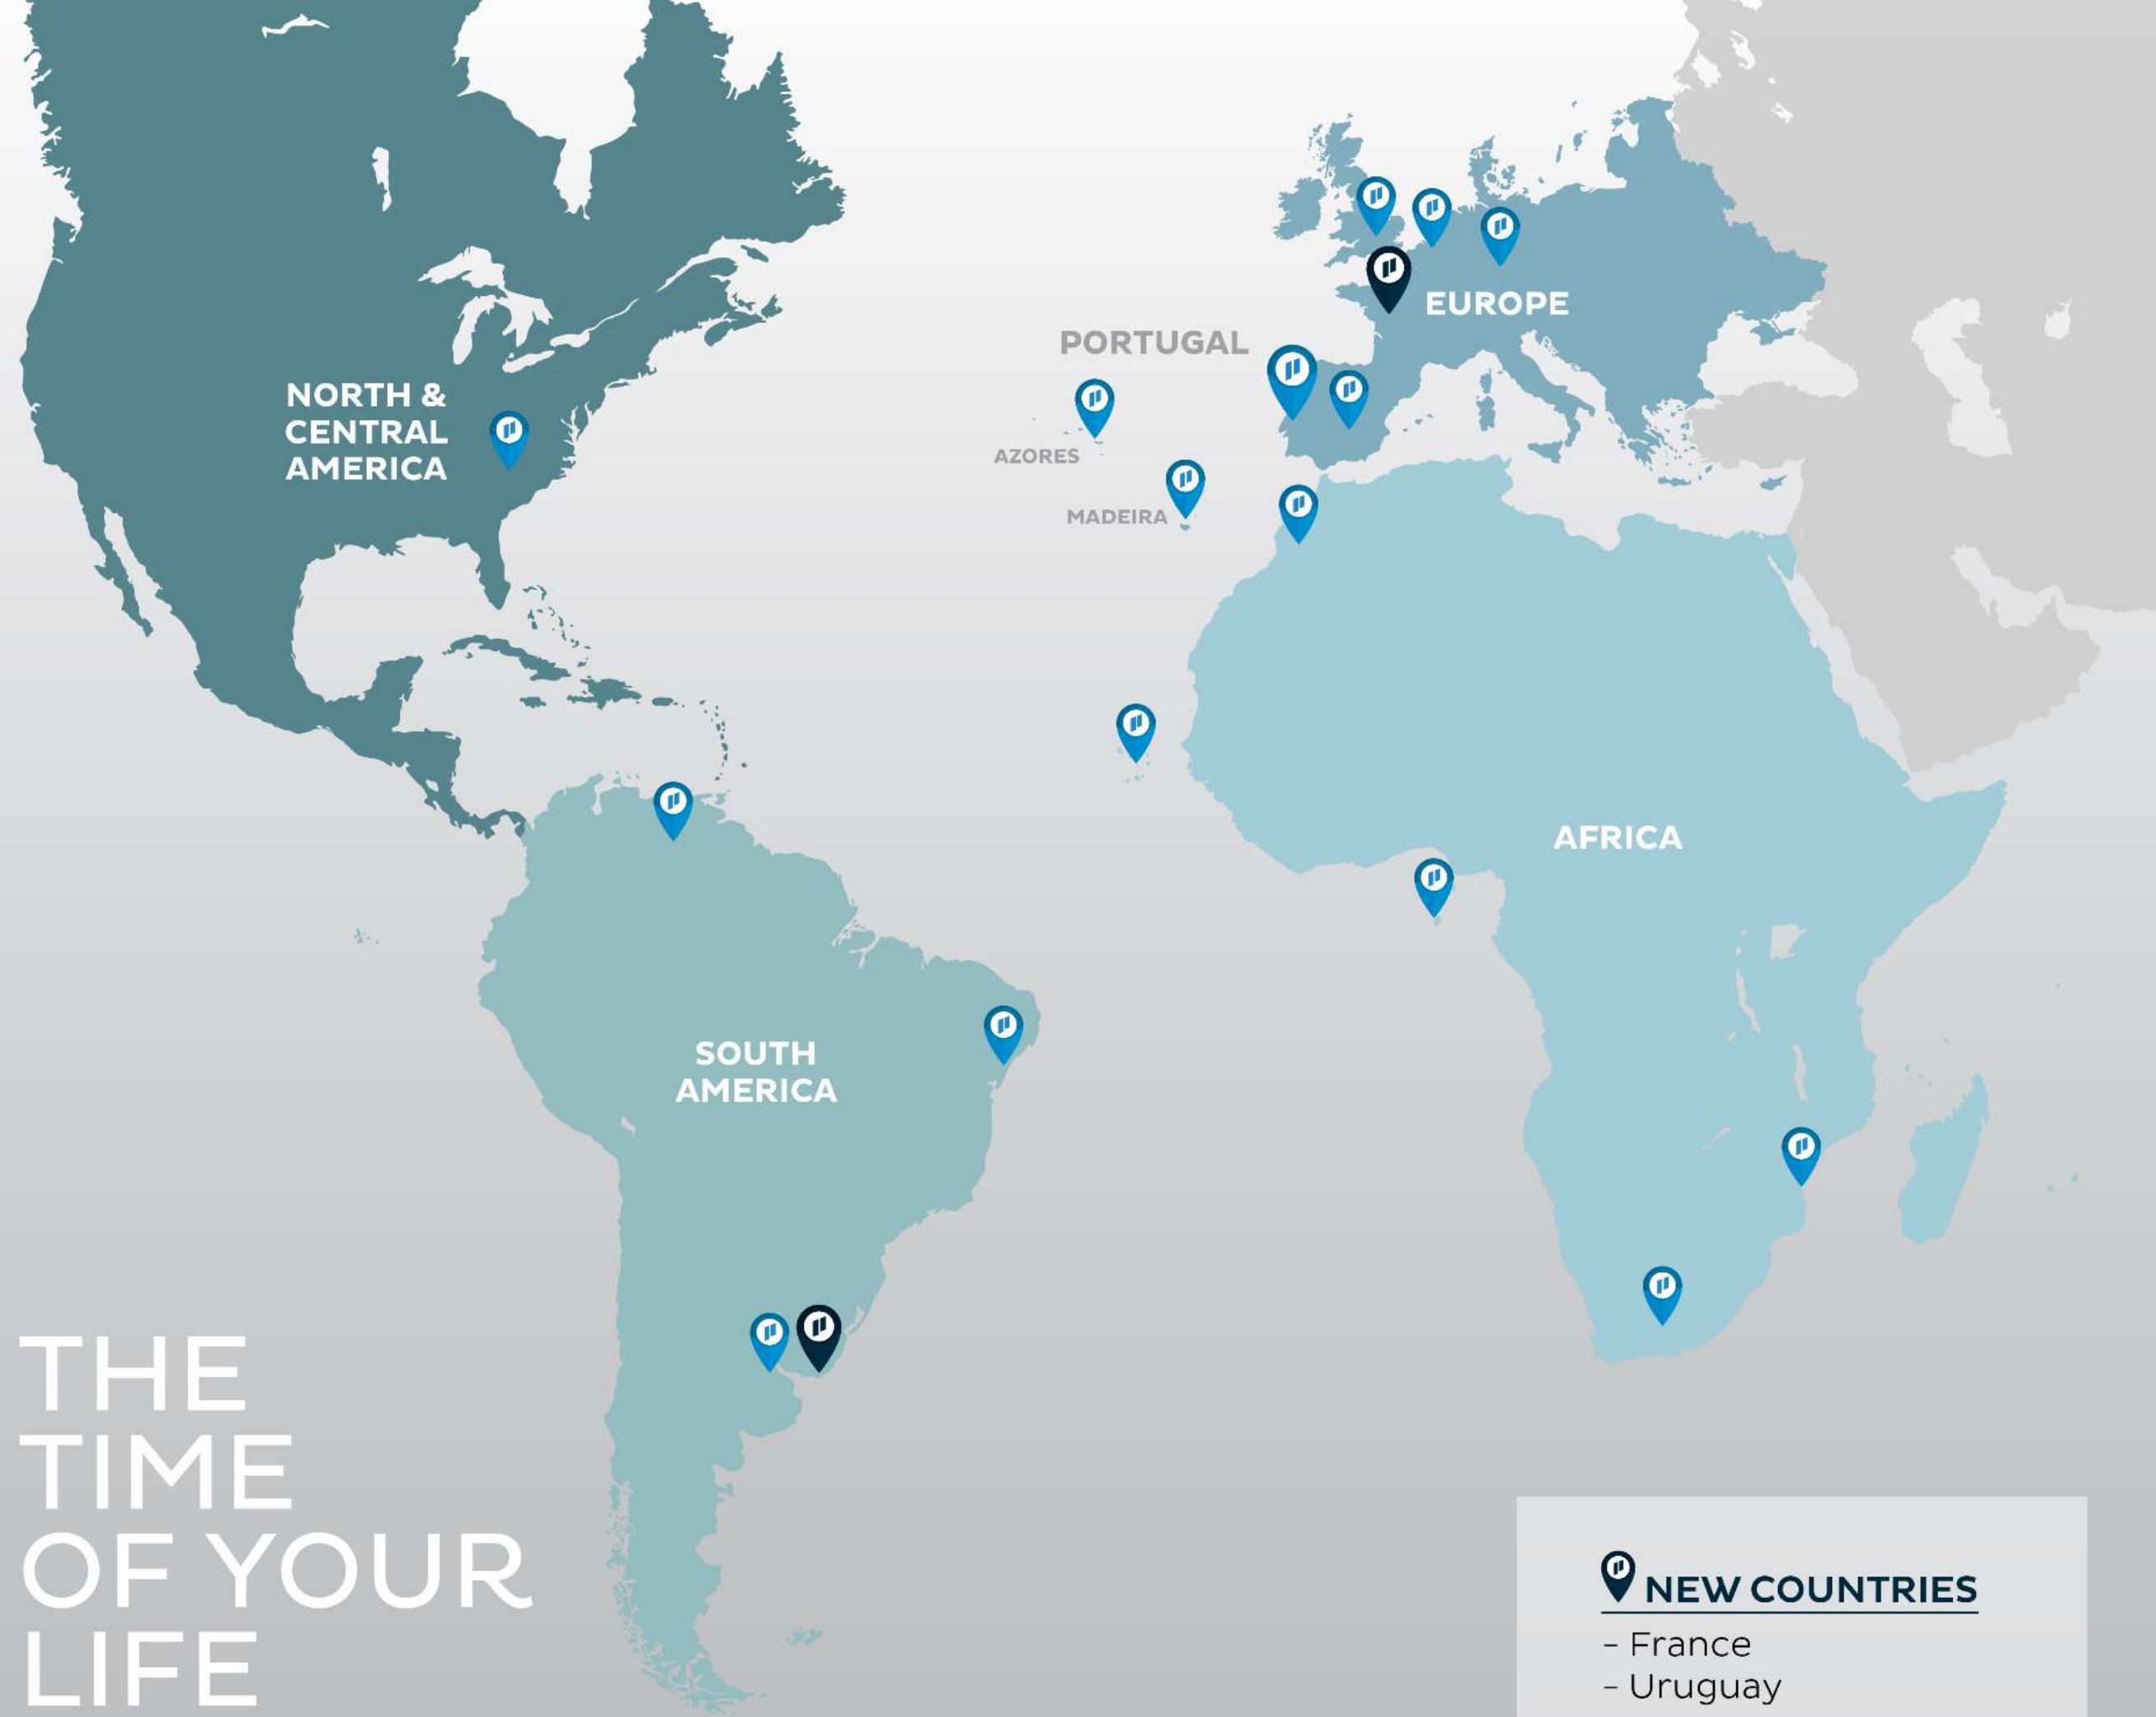 EUROPE
PORTUGAL
NORTH &
CENTRAL
AMERICA
AZORES
MADEIRA
AFRICA
SOUTH
AMERICA
THE
TIME
OF YOUR
LIFE
NEW COUNTRIES
- France
- Uruguay